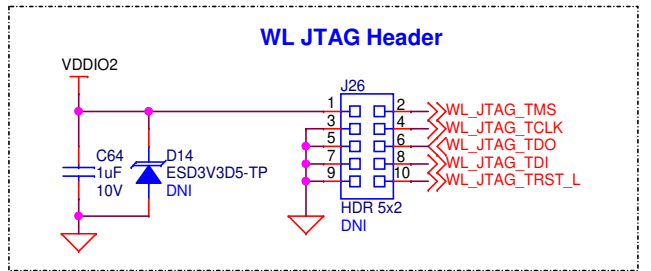 WL JTAG Header
VDDIO2
J26
1
2
WL_JTAG_TMS
3
4
WL_JTAG_TCLK
5
6
WL_JTAG_TDO
7
8
WL_JTAG_TDI
9
10
WL_JTAG_TRST_L
C64
1uF
10V
D14
ESD3V3D5-TP
DNI
HDR 5x2
DNI